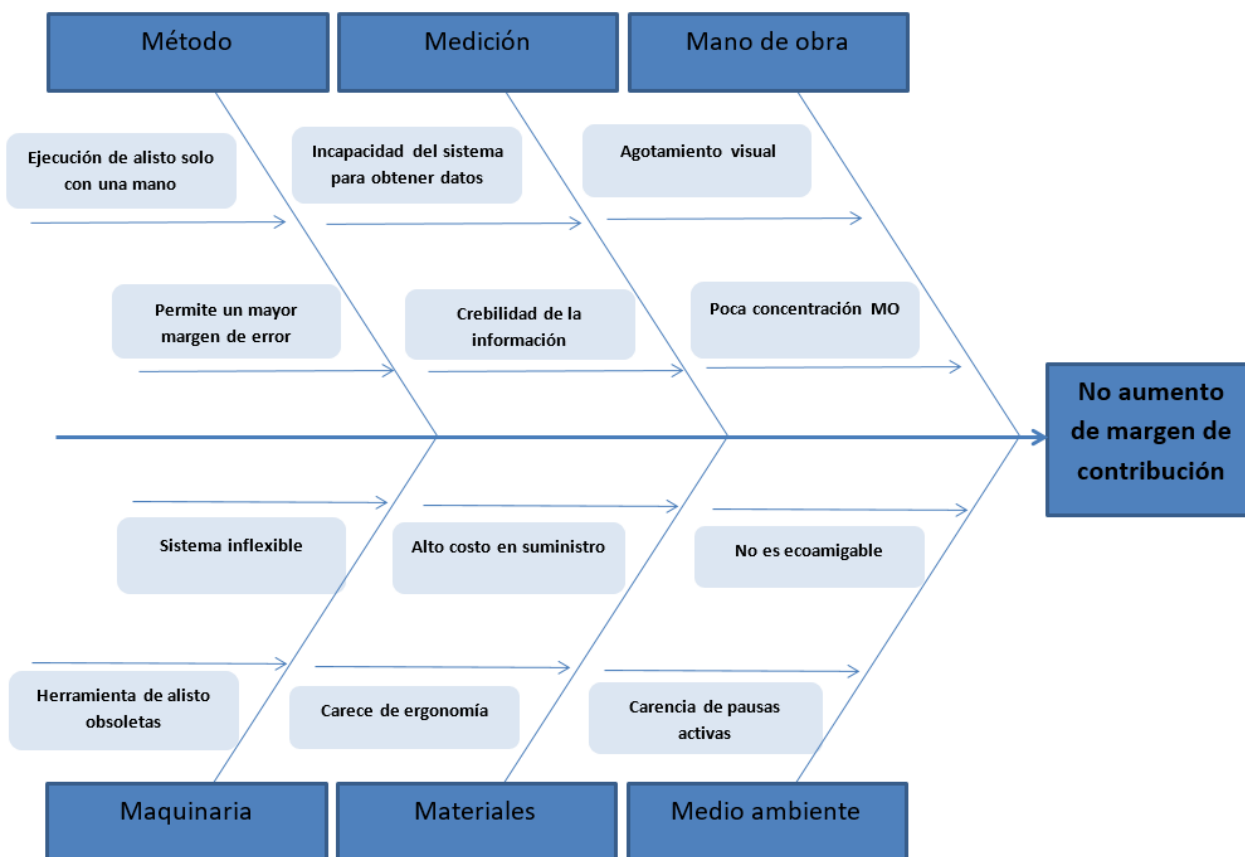 Método
Medición
Mano de obra
Ejecución de alisto solo
con una mano
Incapacidad del sistema
para obtener datos
Agotamiento visual
Permite un mayor
margen de error
Crebilidad de la
información
Poca concentración MO
No aumento
de margen de
contribución
Sistema inflexible
Alto costo en suministro
No es ecoamigable
Herramienta de alisto
obsoletas
Carece de ergonomía
Carencia de pausas
activas
Maquinaria
Materiales
Medio ambiente